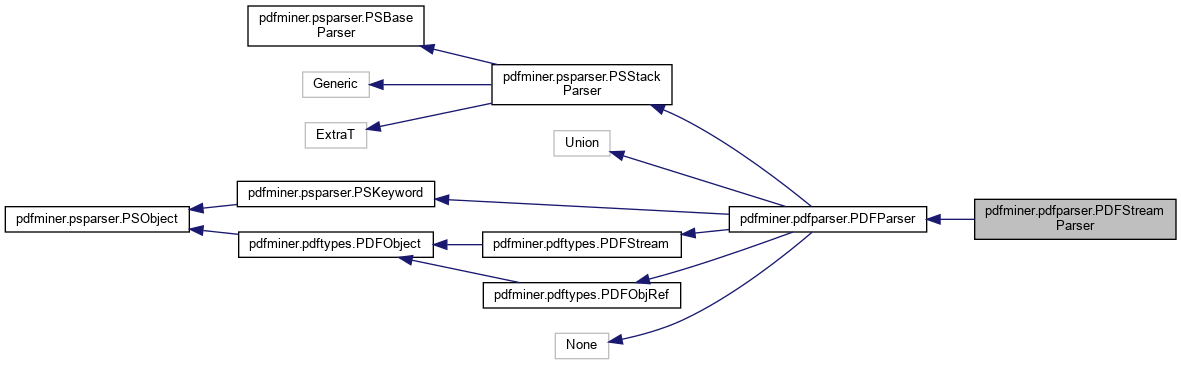 pdfminer.psparser.PSBase
Parser
Generic
pdfminer.psparser.PSStack
Parser
ExtraT
Union
pdfminer.psparser.PSKeyword
pdfminer.psparser.PSObject
pdfminer.pdfparser.PDFParser
pdfminer.pdfparser.PDFStream
Parser
pdfminer.pdftypes.PDFObject
pdfminer.pdftypes.PDFStream
pdfminer.pdftypes.PDFObjRef
None